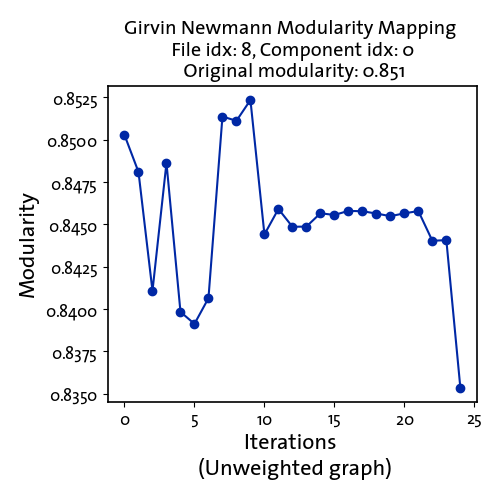 Girvin Newmann Modularity Mapping
File idx: 8, Component idx: 0
Original modularity: 0.851
0.8525
0.8500
0.8475
0.8450
0.8425
0.8400
0.8375
0.8350
Modularity
0 5 10 15 20 25
Iterations
(Unweighted graph)